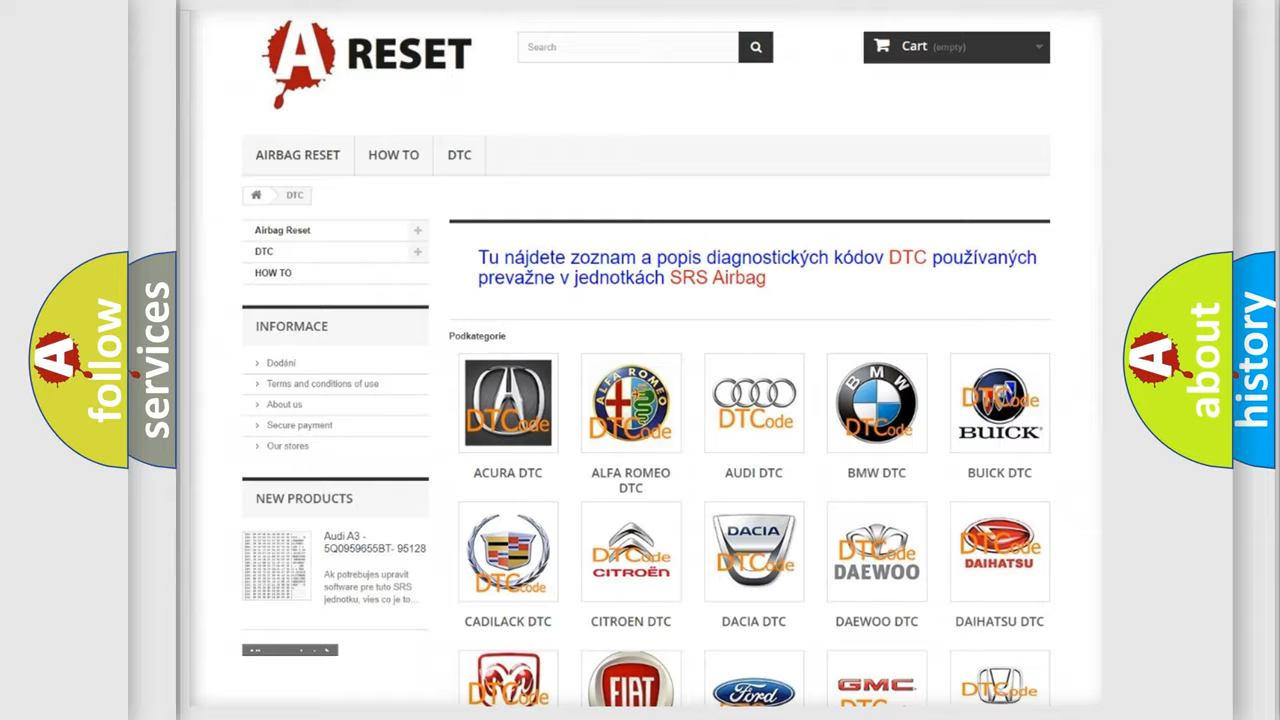 A RESET
Search
Cart (empty)
AIRBAG RESET
HOW TO
DTC
DTC
Airbag Reset
DTC
HOW TO
Tu nájdete zoznam a popis diagnostických kódov DTC používaných
prevažne v jednotkách SRS Airbag
INFORMACE
Dodání
Terms and conditions of use
About us
Secure payment
Our stores
NEW PRODUCTS
Audi A3 -
5Q0959655BT- 95128
Ak potrebujes upravit
software pre tuto SRS
jednotku, vies co je to...
Podkategorie
DTCode
ACURA DTC
ALFA ROMEO
DTCode
ALFA ROMEO
DTC
DTCode
AUDI DTC
BMW
DTCode
BMW DTC
DTCode
BUICK
BUICK DTC
DTCode
CADILACK DTC
DTCode
CITROËN
CITROEN DTC
DACIA
DTCode
DACIA DTC
DTCode
DAEWOO
DAEWOO DTC
DTCode
DAIHATSU
DAIHATSU DTC
DTCode
FIAT
Ford
GMC
DTCode
A follow
services
A about
history